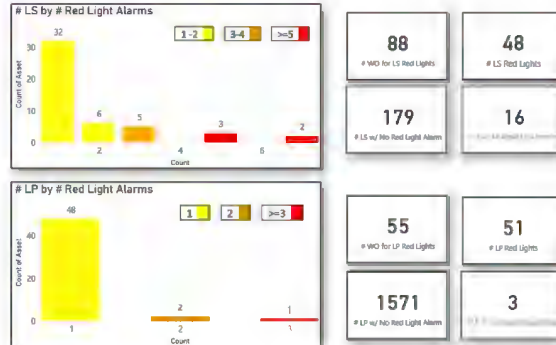 # LS by # Red Light Alarms
1-2
3-4
>=5
Count of Asset
30
20
10
0
32
6
5
3
2
2
4
6
Count
88
# WO for LS Red Lights
48
# LS Red Lights
179
# LS w/ No Red Light Alarm
16
# LP by # Red Light Alarms
1
2
>=3
Count of Asset
40
20
0
48
2
1
1
2
1
Count
55
# WO for LP Red Lights
51
# LP Red Lights
1571
# LP w/ No Red Light Alarm
3